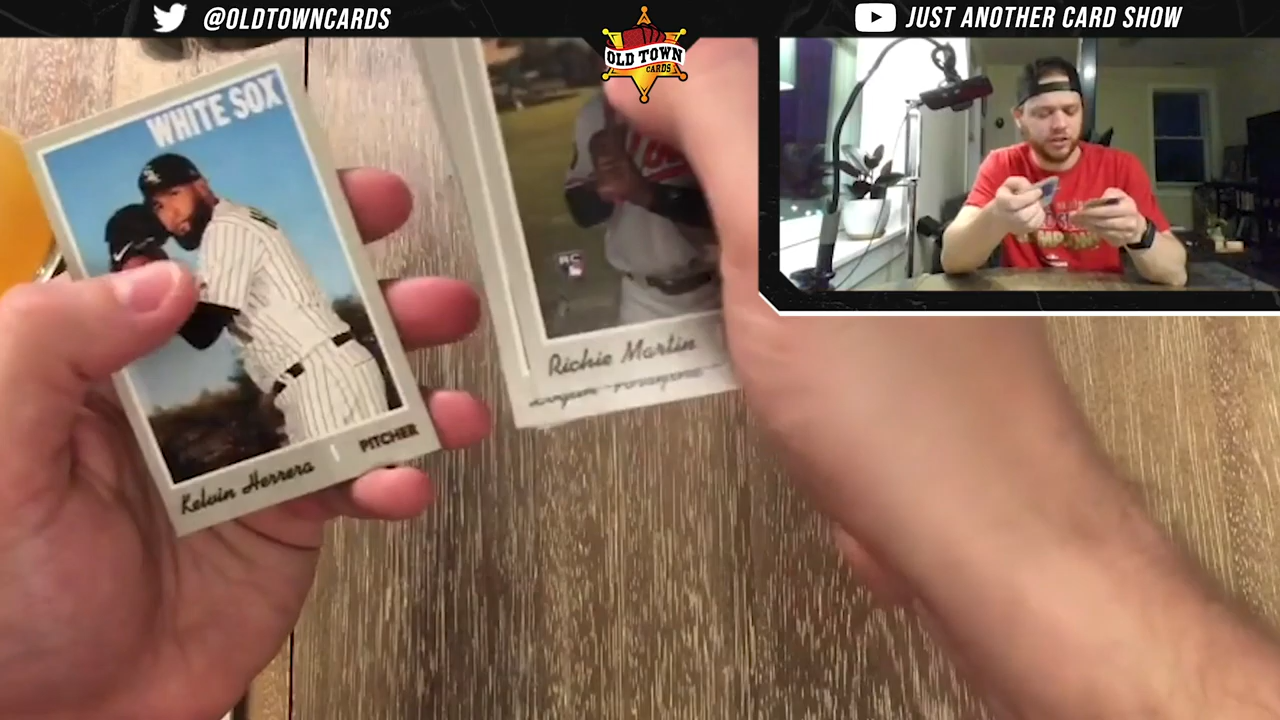 @OLDTOWNCARDS
OLD TOWN
CARDS
JUST ANOTHER CARD SHOW
WHITE SOX
Kelvin Herrera
PITCHER
RC
Richie Martin